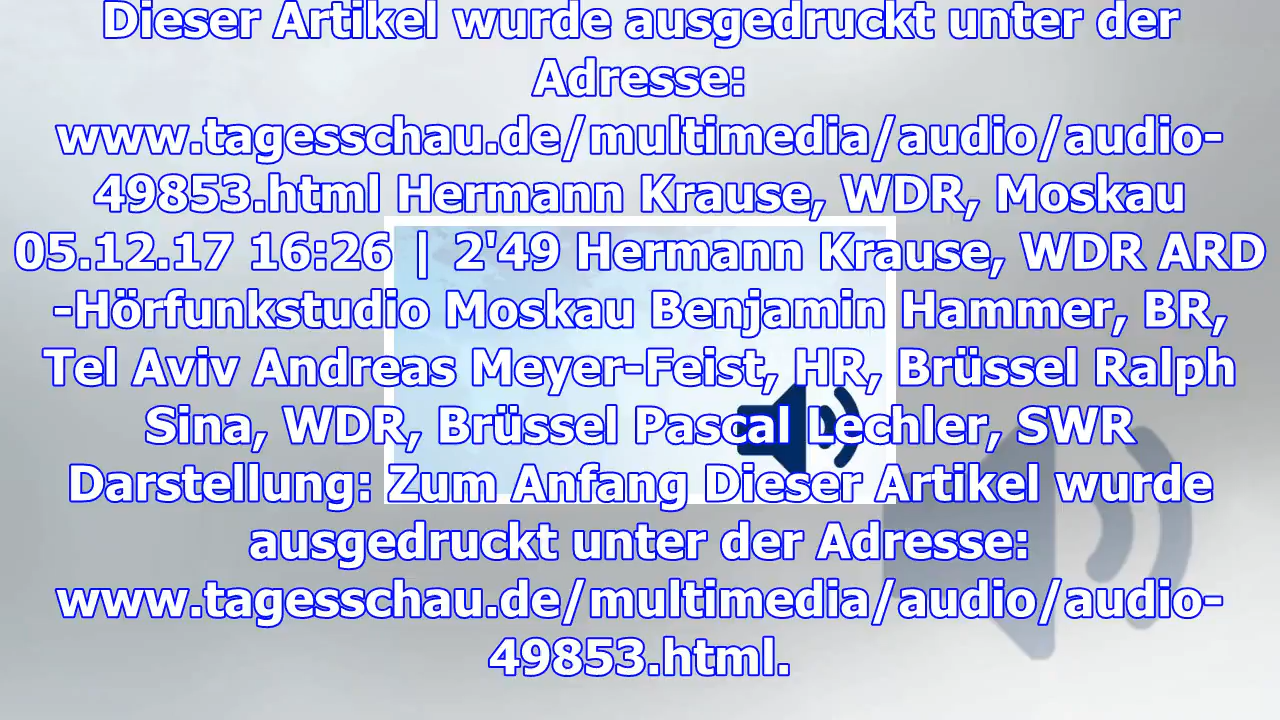 Dieser Artikel wurde ausgedruckt unter der
Adresse:
www.tagesschau.de/multimedia/audio/audio-
49853.html Hermann Krause, WDR, Moskau
05.12.17 16:26 | 2'49 Hermann Krause, WDR ARD
-Hörfunkstudio Moskau Benjamin Hammer, BR,
Tel Aviv Andreas Meyer-Feist, HR, Brüssel Ralph
Sina, WDR, Brüssel Pascal Lechler, SWR
Darstellung: Zum Anfang Dieser Artikel wurde
ausgedruckt unter der Adresse:
www.tagesschau.de/multimedia/audio/audio-
49853.html.